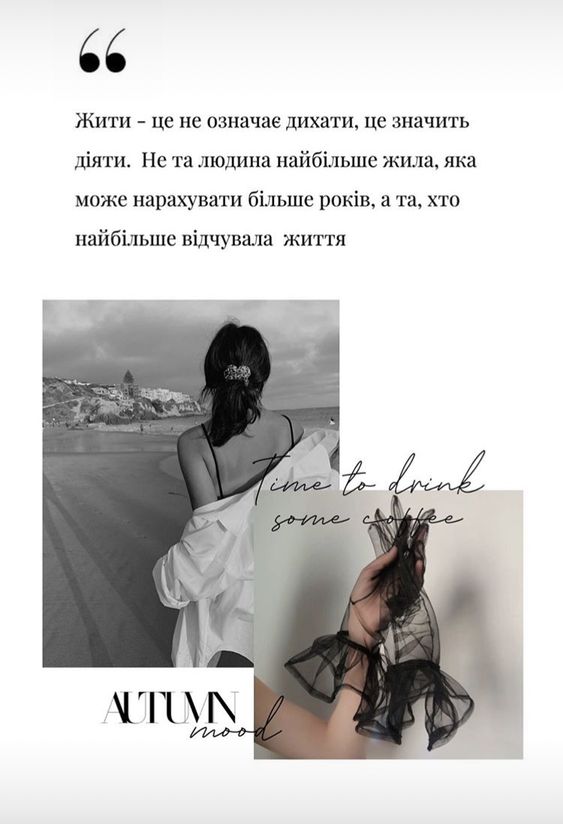 Жити - це не означає дихати, це значить
діяти. Не та людина найбільше жила, яка
може нарахувати більше років, а та, хто
найбільше відчувала життя
Time to drink
some coffee
AUTUMN
mood